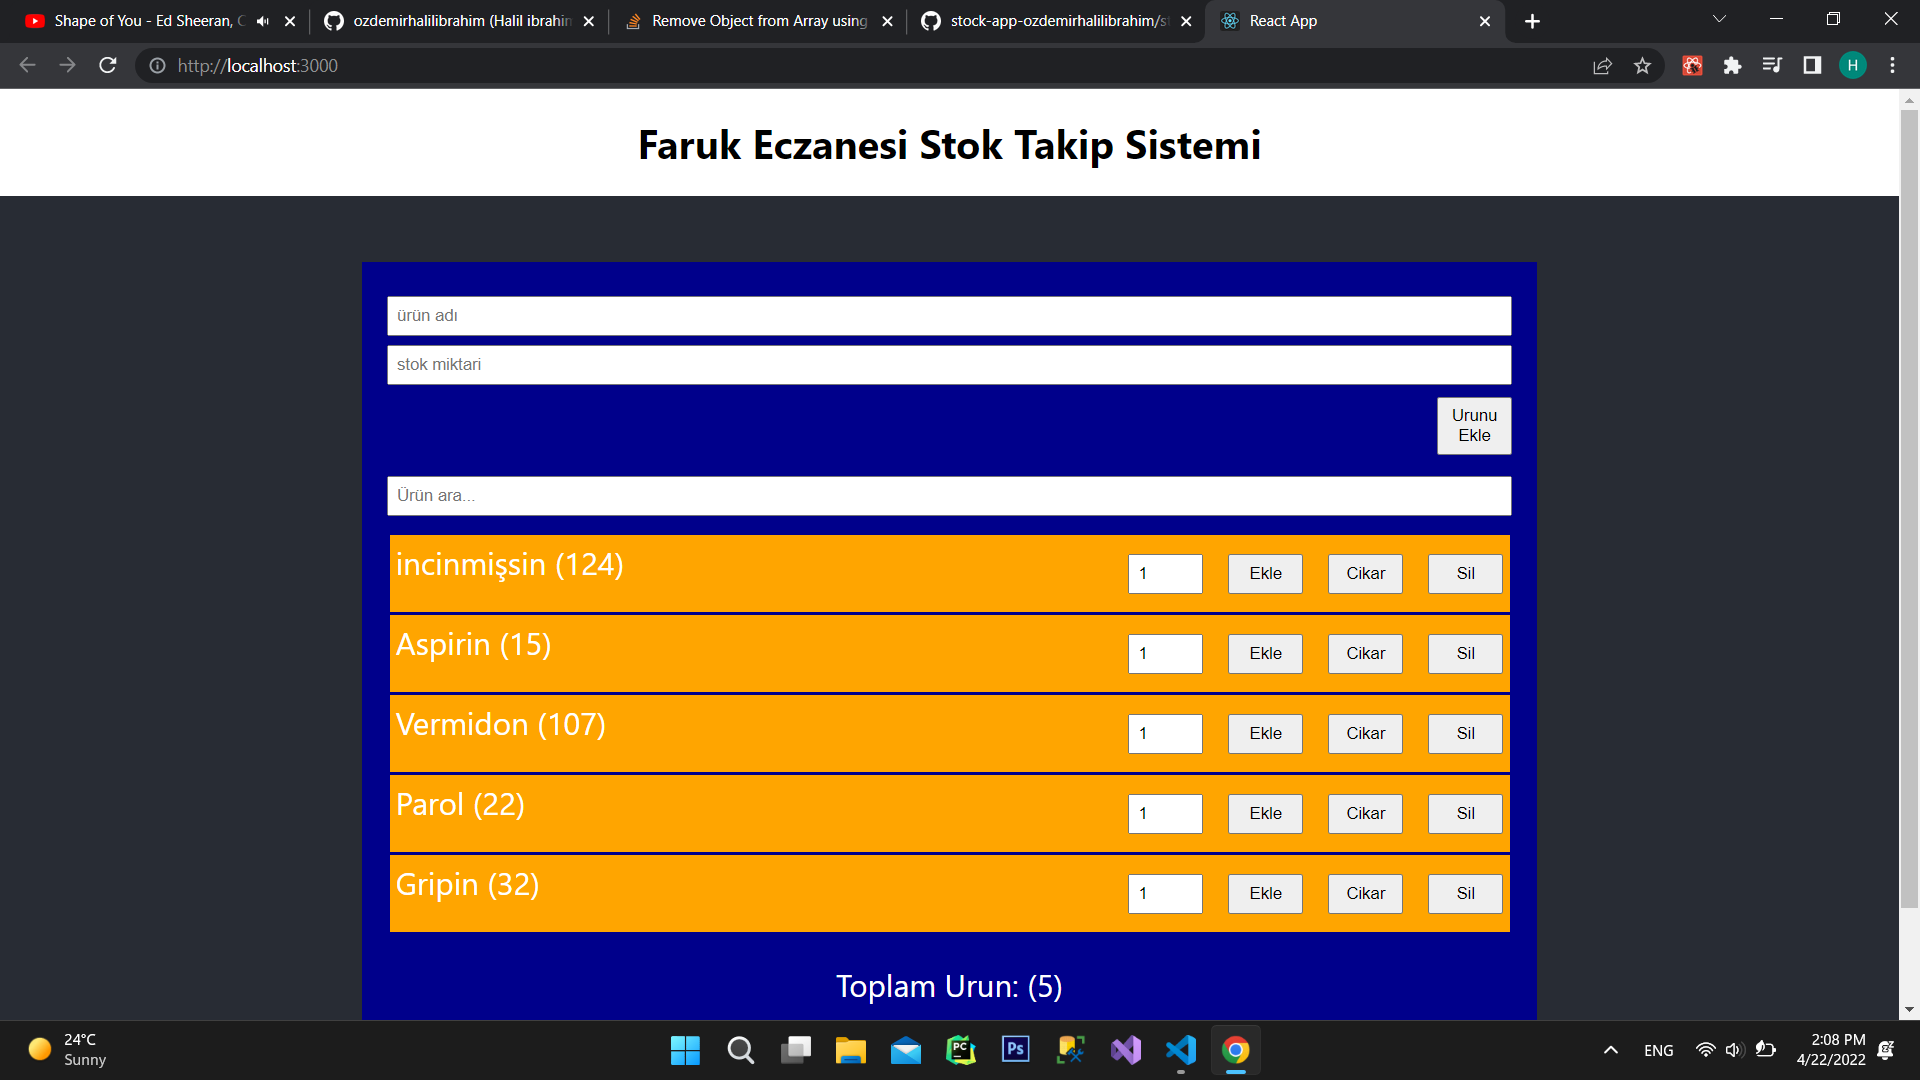 Shape of You - Ed Sheeran,
ozdemirhalilibrahim (Halil ibrahim
Remove Object from Array using
stock-app-ozdemirhalilibrahim/st
React App
http://localhost:3000
H
Faruk Eczanesi Stok Takip Sistemi
ürün adı
stok miktari
Urunu
Ekle
Ürün ara...
incinmişsin (124)
1
Ekle
Cikar
Sil
Aspirin (15)
1
Ekle
Cikar
Sil
Vermidon (107)
1
Ekle
Cikar
Sil
Parol (22)
1
Ekle
Cikar
Sil
Gripin (32)
1
Ekle
Cikar
Sil
Toplam Urun: (5)
24°C
Sunny
PC
Ps
ENG
2:08 PM
4/22/2022